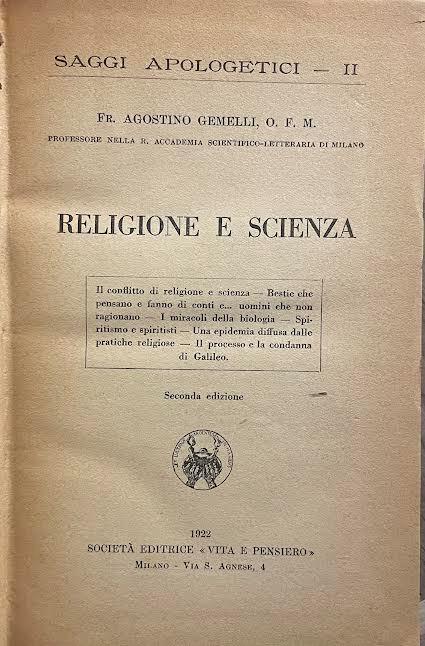 SAGGI APOLOGETICI — II
FR. AGOSTINO GEMELLI, O. F. M.
PROFESSORE NELLA R. ACCADEMIA SCIENTIFICO-LETTERARIA DI MILANO
RELIGIONE E SCIENZA
Il conflitto di religione e scienza — Bestie che
pensano e fanno di conti e... uomini che non
ragionano — I miracoli della biologia — Spi-
ritismo e spiritisti — Una epidemia diffusa dalle
pratiche religiose — Il processo e la condanna
di Galileo.
Seconda edizione
1922
SOCIETÀ EDITRICE «VITA E PENSIERO»
MILANO - VIA S. AGNESE, 4